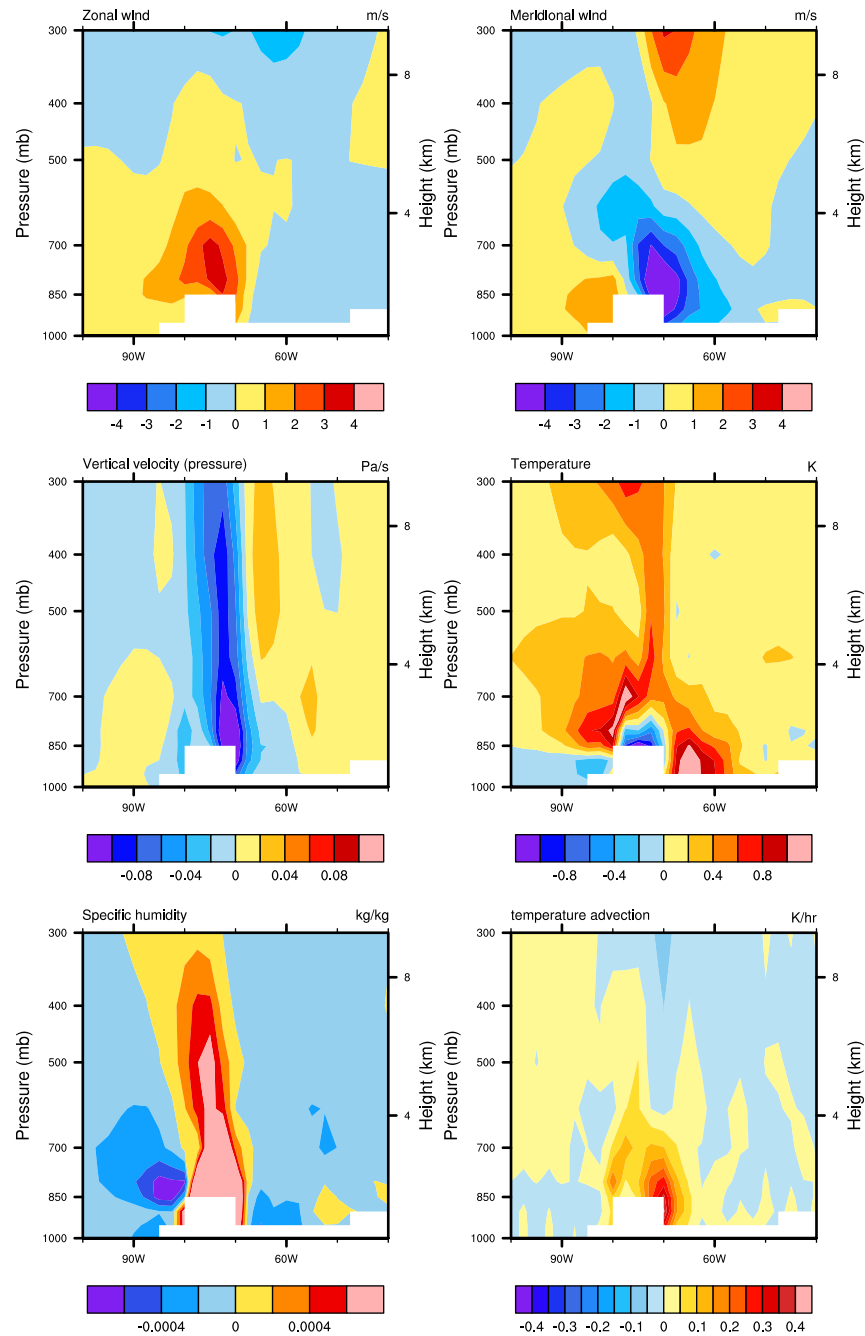 Zonal wind m/s
300
400
500
700
850
1000
Pressure (mb)
8
4
Height (km)
90W 60W
-4 -3 -2 -1 0 1 2 3 4
Meridional wind m/s
300
400
500
700
850
1000
Pressure (mb)
8
4
Height (km)
90W 60W
-4 -3 -2 -1 0 1 2 3 4
Vertical velocity (pressure) Pa/s
300
400
500
700
850
1000
Pressure (mb)
8
4
Height (km)
90W 60W
-0.08 -0.04 0 0.04 0.08
Temperature K
300
400
500
700
850
1000
Pressure (mb)
8
4
Height (km)
90W 60W
-0.8 -0.4 0 0.4 0.8
Specific humidity kg/kg
300
400
500
700
850
1000
Pressure (mb)
8
4
Height (km)
90W 60W
-0.0004 0 0.0004
temperature advection K/hr
300
400
500
700
850
1000
Pressure (mb)
8
4
Height (km)
90W 60W
-0.4 -0.3 -0.2 -0.1 0 0.1 0.2 0.3 0.4